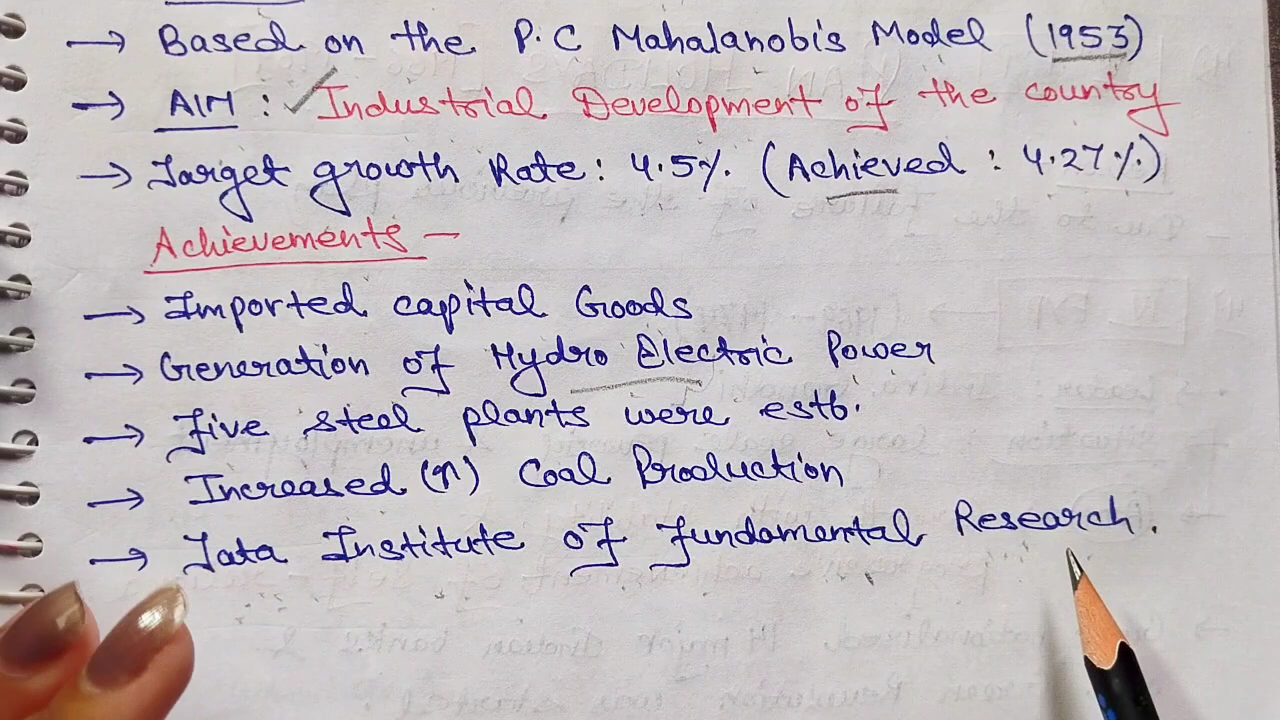 → Based on the P.C Mahalanobis Model (1953)
→ AIM : ✓ Industrial Development of the country
→ Target growth Rate : 4.5%. (Achieved : 4.27%.)
Achievements –
→ Imported capital Goods
→ Generation of Hydro Electric Power
→ Five steel plants were estb.
→ Increased (↑) Coal Production
→ Tata Institute of Fundamental Research.